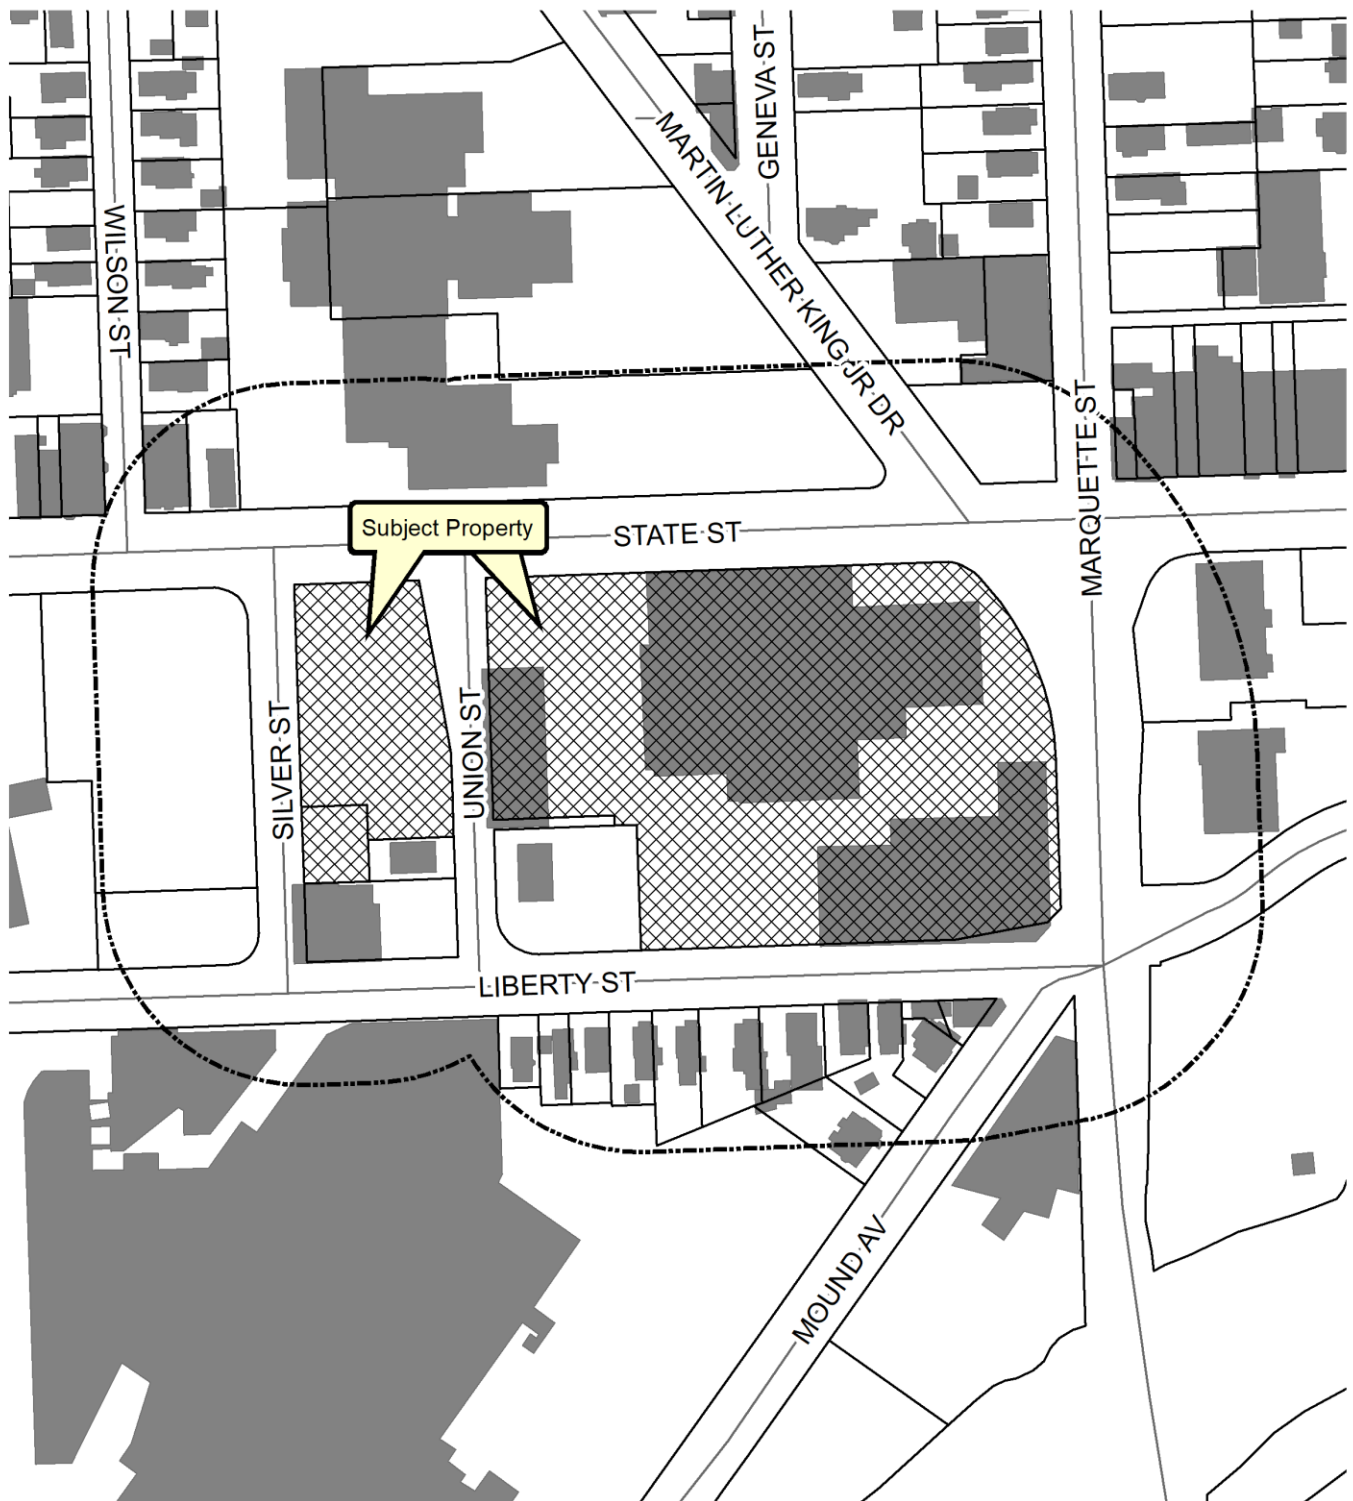 GENEVA ST
MARTIN LUTHER KING JR DR
WILSON ST
MARQUETTE ST
Subject Property
STATE ST
SILVER ST
UNION ST
LIBERTY ST
MOUND AV